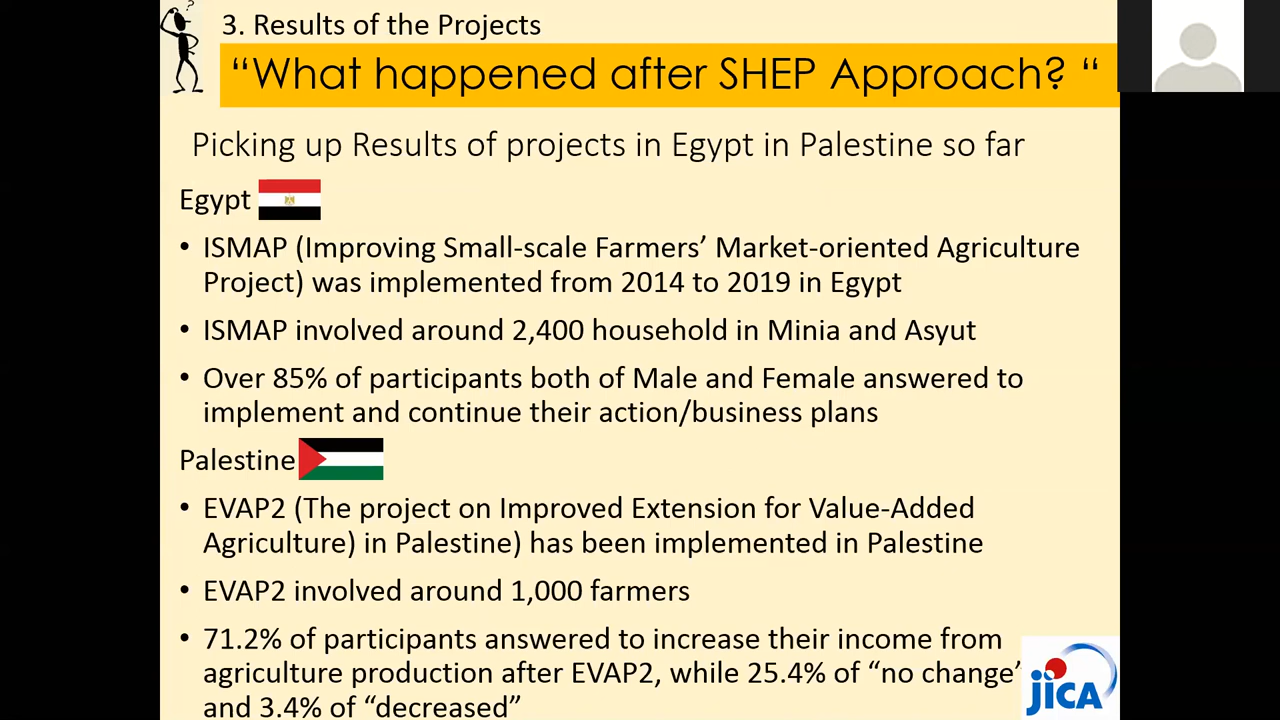 ?
3. Results of the Projects
“What happened after SHEP Approach? “
Picking up Results of projects in Egypt in Palestine so far
Egypt
• ISMAP (Improving Small-scale Farmers’ Market-oriented Agriculture
Project) was implemented from 2014 to 2019 in Egypt
• ISMAP involved around 2,400 household in Minia and Asyut
• Over 85% of participants both of Male and Female answered to
implement and continue their action/business plans
Palestine
• EVAP2 (The project on Improved Extension for Value-Added
Agriculture) in Palestine) has been implemented in Palestine
• EVAP2 involved around 1,000 farmers
• 71.2% of participants answered to increase their income from
agriculture production after EVAP2, while 25.4% of “no change”
and 3.4% of “decreased”
jICA